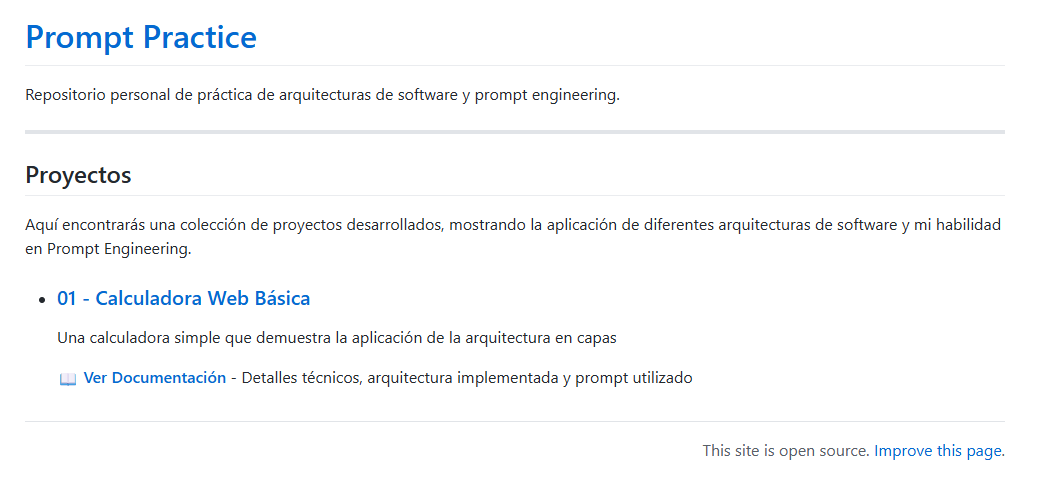 Prompt Practice
Repositorio personal de práctica de arquitecturas de software y prompt engineering.
Proyectos
Aquí encontrarás una colección de proyectos desarrollados, mostrando la aplicación de diferentes arquitecturas de software y mi habilidad
en Prompt Engineering.
01 - Calculadora Web Básica
Una calculadora simple que demuestra la aplicación de la arquitectura en capas
📖 Ver Documentación - Detalles técnicos, arquitectura implementada y prompt utilizado
This site is open source. Improve this page.